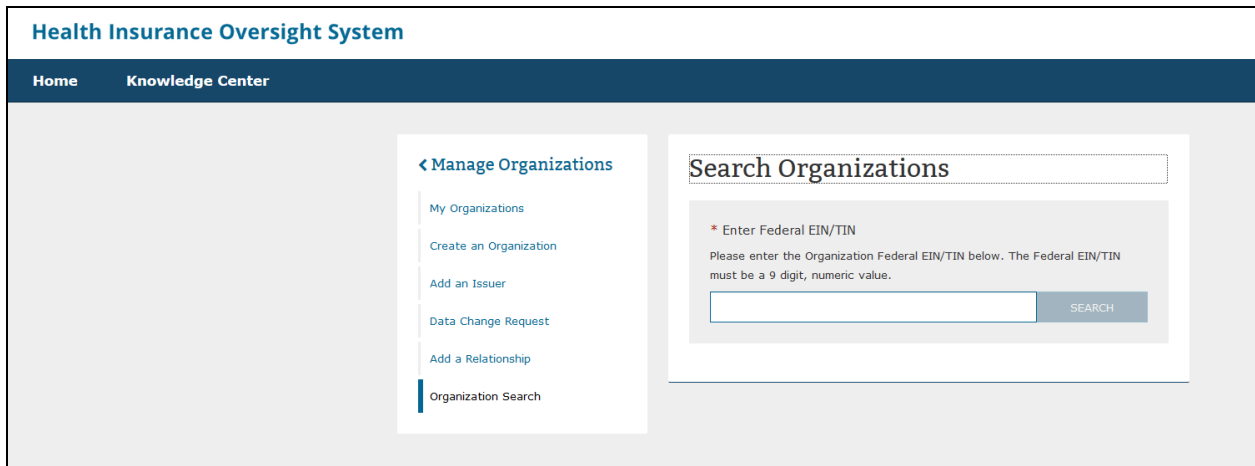 Health Insurance Oversight System
Home Knowledge Center
Manage Organizations
My Organizations
Create an Organization
Add an Issuer
Data Change Request
Add a Relationship
Organization Search
Search Organizations
* Enter Federal EIN/TIN
Please enter the Organization Federal EIN/TIN below. The Federal EIN/TIN
must be a 9 digit, numeric value.
SEARCH